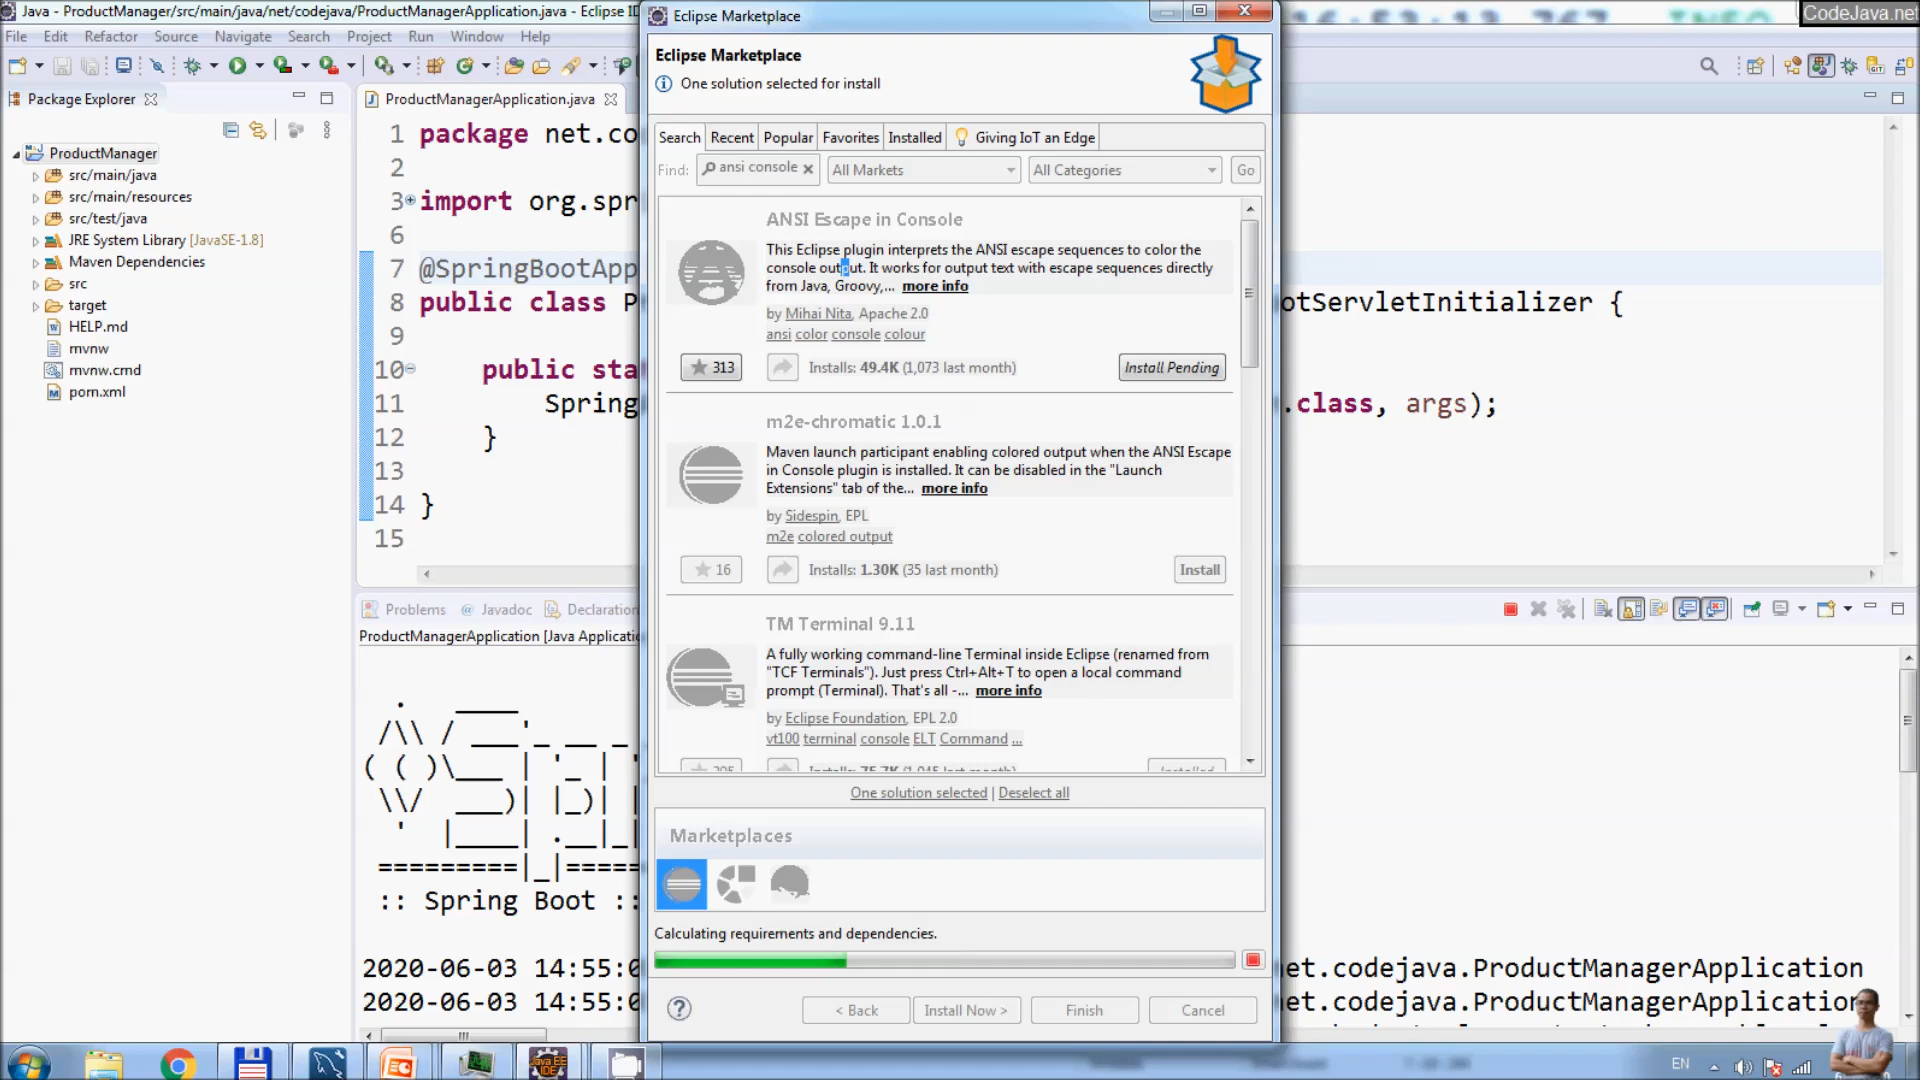 Java - ProductManager/src/main/java/net/codejava/ProductManagerApplication.java - Eclipse ID
CodeJava.net
File Edit Refactor Source Navigate Search Project Run Window Help
Package Explorer
ProductManager
src/main/java
src/main/resources
src/test/java
JRE System Library [JavaSE-1.8]
Maven Dependencies
src
target
HELP.md
mvnw
mvnw.cmd
pom.xml
ProductManagerApplication.java
1 package net.co
2
3 import org.spr
6
7 @SpringBootApp
8 public class P otServletInitializer {
9
10 public sta
11 Spring .class, args);
12 }
13
14 }
15
Problems @ Javadoc Declaration
ProductManagerApplication [Java Applicati
:: Spring Boot ::
2020-06-03 14:55:0 et.codejava.ProductManagerApplication
2020-06-03 14:55:0 et.codejava.ProductManagerApplication
Eclipse Marketplace
Eclipse Marketplace
One solution selected for install
Search Recent Popular Favorites Installed Giving IoT an Edge
Find: ansi console All Markets All Categories Go
ANSI Escape in Console
This Eclipse plugin interprets the ANSI escape sequences to color the
console output. It works for output text with escape sequences directly
from Java, Groovy,... more info
by Mihai Nita, Apache 2.0
ansi color console colour
313 Installs: 49.4K (1,073 last month) Install Pending
m2e-chromatic 1.0.1
Maven launch participant enabling colored output when the ANSI Escape
in Console plugin is installed. It can be disabled in the "Launch
Extensions" tab of the... more info
by Sidespin, EPL
m2e colored output
16 Installs: 1.30K (35 last month) Install
TM Terminal 9.11
A fully working command-line Terminal inside Eclipse (renamed from
"TCF Terminals"). Just press Ctrl+Alt+T to open a local command
prompt (Terminal). That's all -... more info
by Eclipse Foundation, EPL 2.0
vt100 terminal console ELT Command ...
One solution selected | Deselect all
Marketplaces
Calculating requirements and dependencies.
< Back Install Now > Finish Cancel
EN